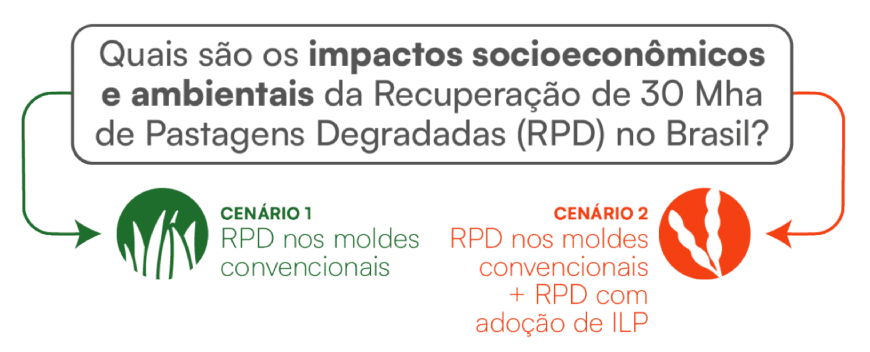 Quais são os impactos socioeconômicos
e ambientais da Recuperação de 30 Mha
de Pastagens Degradadas (RPD) no Brasil?
CENÁRIO 1
RPD nos moldes
convencionais
CENÁRIO 2
RPD nos moldes
convencionais
+ RPD com
adoção de ILP